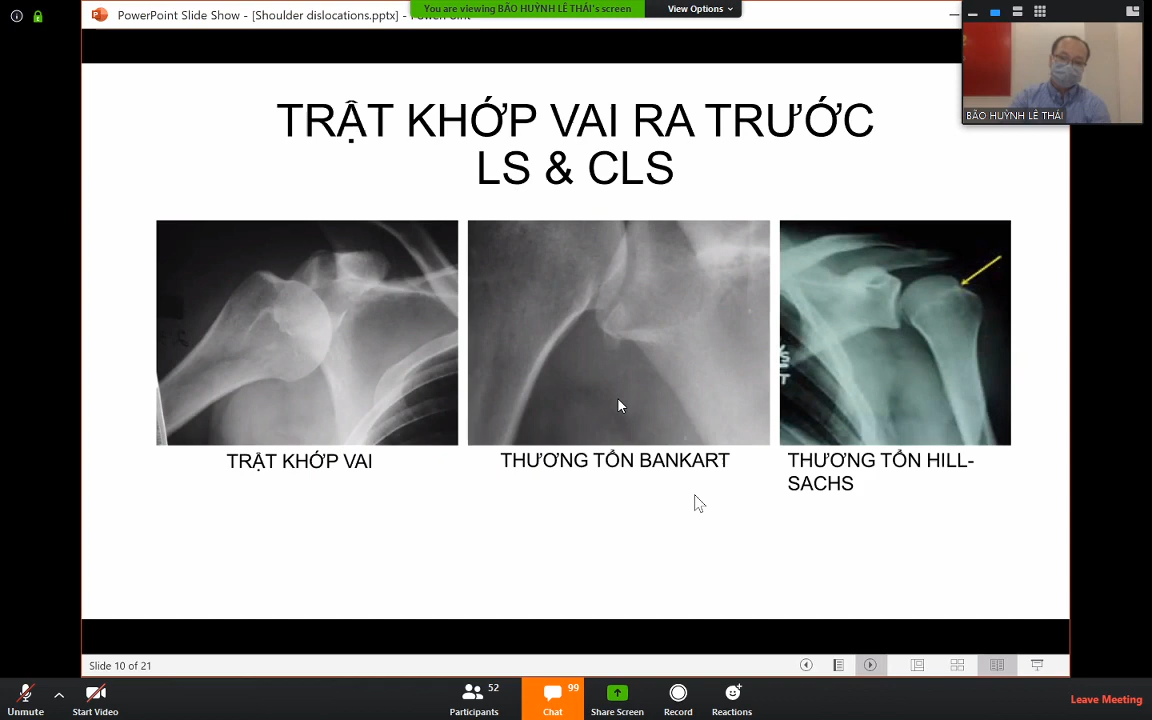 PowerPoint Slide Show - [Shoulder dislocations.pptx] - PowerPoint
You are viewing BÃO HUỲNH LÊ THÁI's screen
View Options
BÃO HUỲNH LÊ THÁI
TRẬT KHỚP VAI RA TRƯỚC
LS & CLS
TRẬT KHỚP VAI
THƯƠNG TỔN BANKART
THƯƠNG TỔN HILL-
SACHS
Slide 10 of 21
Unmute
Start Video
52
Participants
99
Chat
Share Screen
Record
Reactions
Leave Meeting